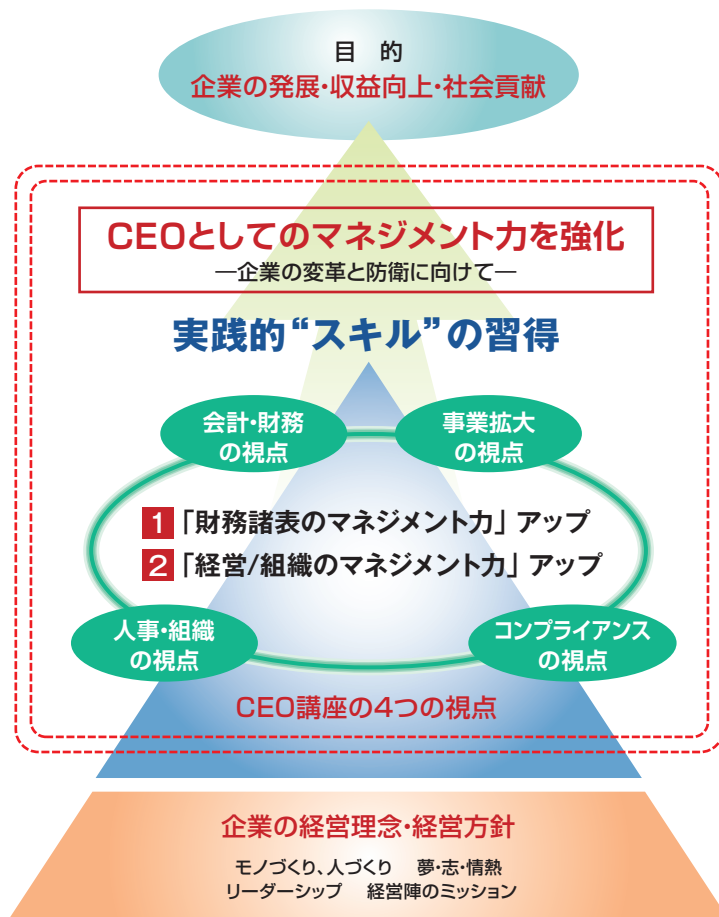 目 的
企業の発展・収益向上・社会貢献
CEOとしてのマネジメント力を強化
―企業の変革と防衛に向けて―
実践的“スキル”の習得
会計・財務
の視点
事業拡大
の視点
1 「財務諸表のマネジメント力」 アップ
2 「経営/組織のマネジメント力」 アップ
人事・組織
の視点
コンプライアンス
の視点
CEO講座の4つの視点
企業の経営理念・経営方針
モノづくり、人づくり 夢・志・情熱
リーダーシップ 経営陣のミッション